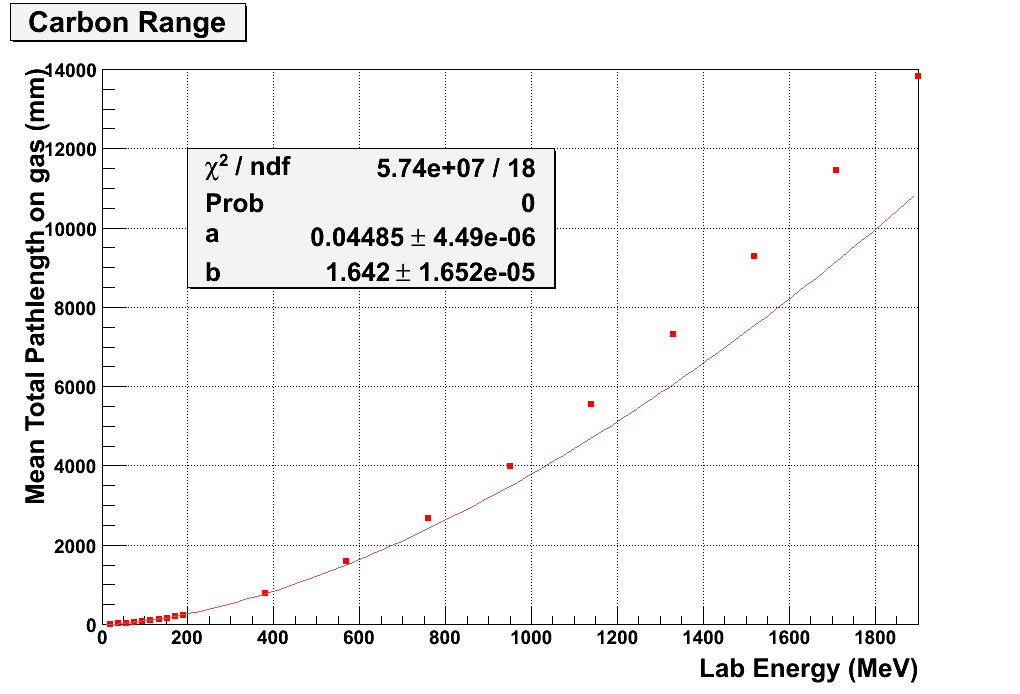 Carbon Range
Mean Total Pathlength on gas (mm)
14000
12000
10000
8000
6000
4000
2000
0
χ² / ndf 5.74e+07 / 18
Prob 0
a 0.04485 ± 4.49e-06
b 1.642 ± 1.652e-05
0 200 400 600 800 1000 1200 1400 1600 1800
Lab Energy (MeV)